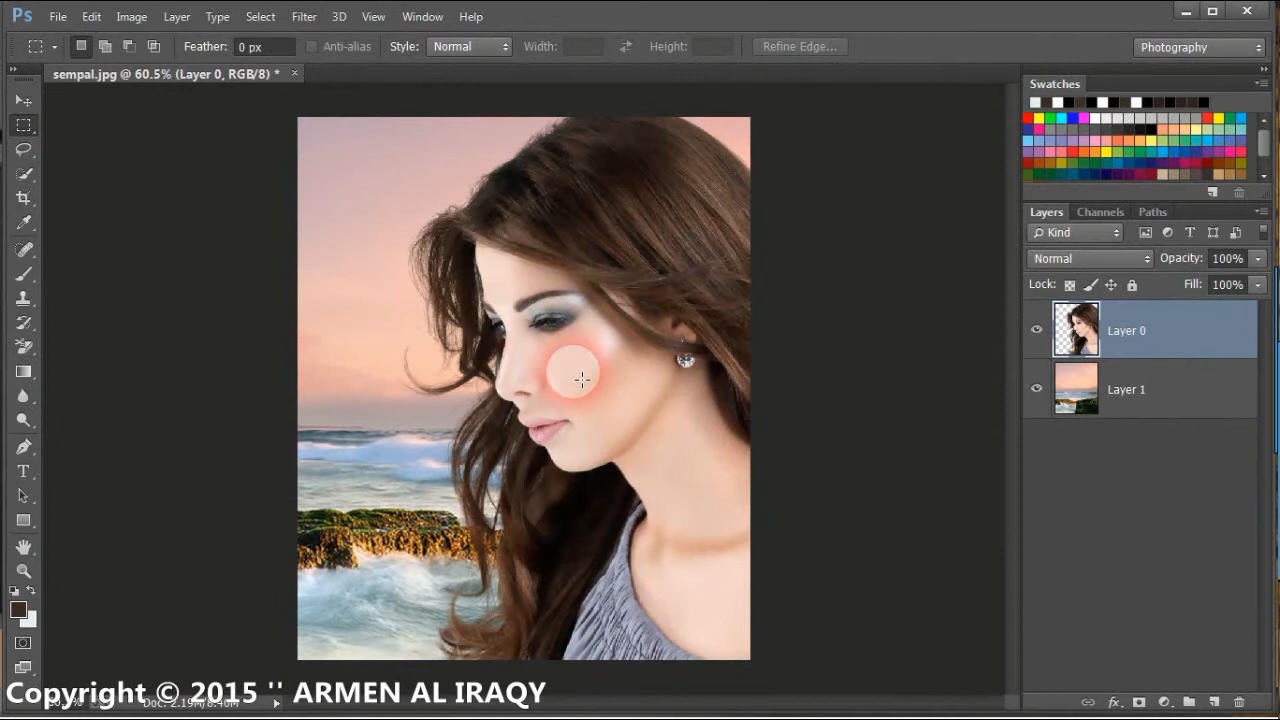 Ps File Edit Image Layer Type Select Filter 3D View Window Help
Feather: 0 px Anti-alias Style: Normal Width: Height: Refine Edge... Photography
sempal.jpg @ 60.5% (Layer 0, RGB/8) * ×
Swatches
Layers Channels Paths
Kind
Normal Opacity: 100%
Lock: Fill: 100%
Layer 0
Layer 1
Copyright © 2015 '' ARMEN AL IRAQY